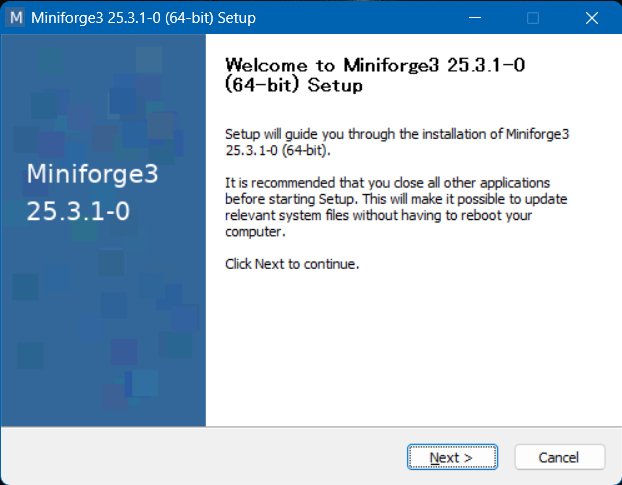 Miniforge3 25.3.1-0 (64-bit) Setup
Miniforge3
25.3.1-0
Welcome to Miniforge3 25.3.1-0
(64-bit) Setup
Setup will guide you through the installation of Miniforge3
25.3.1-0 (64-bit).
It is recommended that you close all other applications
before starting Setup. This will make it possible to update
relevant system files without having to reboot your
computer.
Click Next to continue.
Next >
Cancel